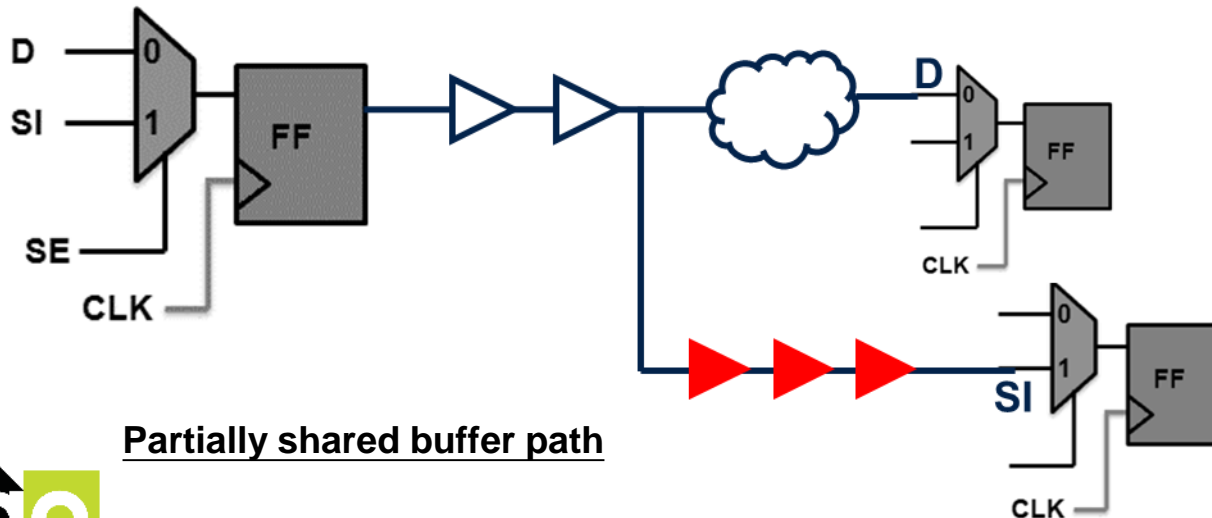 D
0
SI
1
FF
SE
CLK
D
0
1
FF
CLK
0
1
SI
FF
CLK
Partially shared buffer path